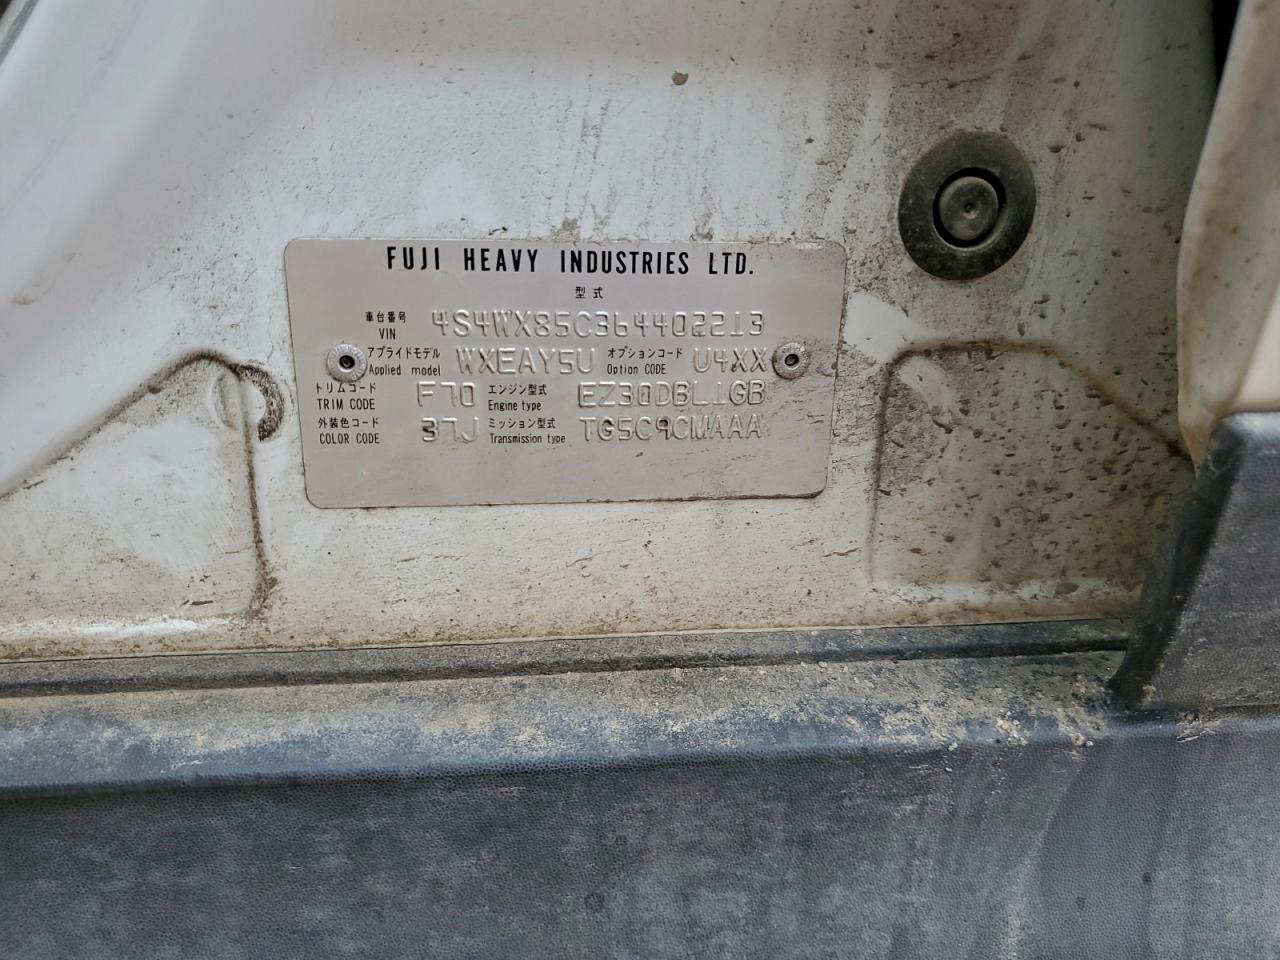 FUJI HEAVY INDUSTRIES LTD.
型式
車台番号 VIN 4S4WX85C364402213
アプライドモデル Applied model WXEAY5U オプションコード Option CODE U4XX
トリムコード TRIM CODE F70 エンジン型式 Engine type EZ30DBL1GB
外装色コード COLOR CODE 37J ミッション型式 Transmission type TG5C9CMAAA